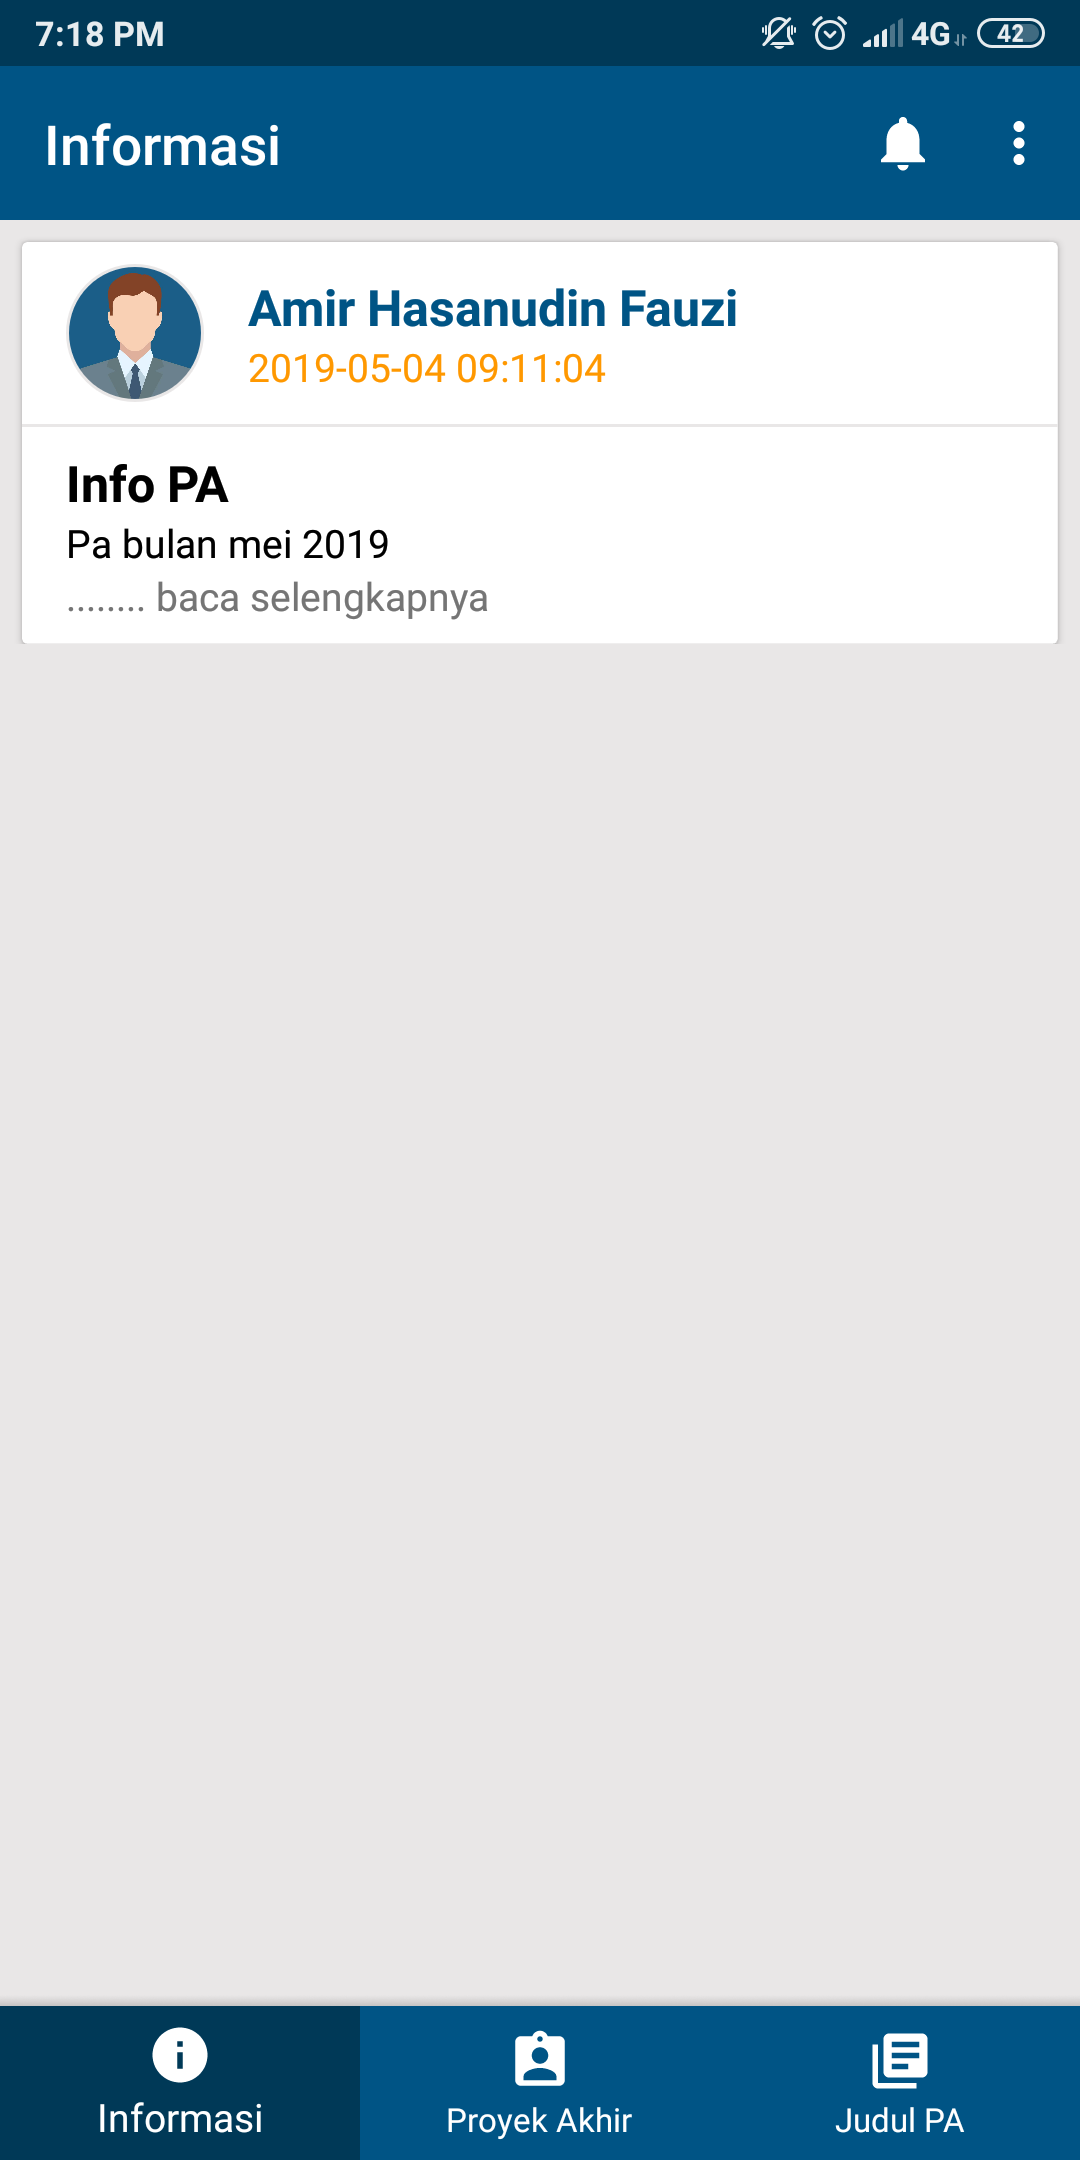 7:18 PM
4G
42
Informasi
Amir Hasanudin Fauzi
2019-05-04 09:11:04
Info PA
Pa bulan mei 2019
........ baca selengkapnya
Informasi
Proyek Akhir
Judul PA